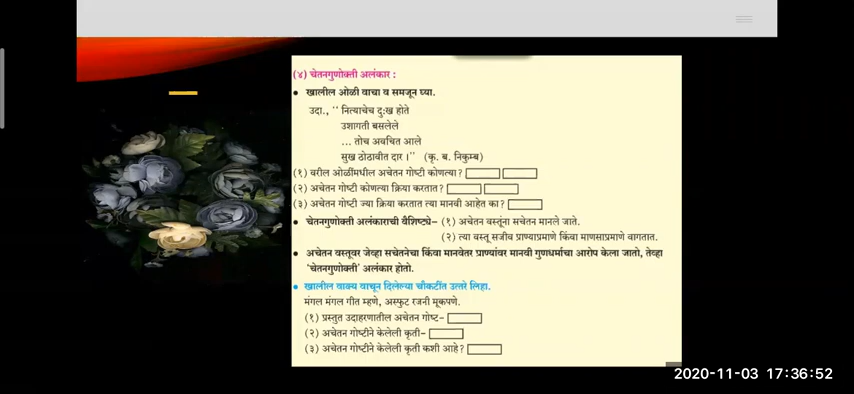 (४) चेतनगुणोक्ती अलंकार :
• खालील ओळी वाचा व समजून घ्या.
उदा., ‘‘ नित्याचेच दुःख होते
उशागती बसलेले
... तोच अवचित आले
सुख ठोठावीत दार ।’’ (कृ. ब. निकुम्ब)
(१) वरील ओळींमधील अचेतन गोष्टी कोणत्या?
(२) अचेतन गोष्टी कोणत्या क्रिया करतात?
(३) अचेतन गोष्टी ज्या क्रिया करतात त्या मानवी आहेत का?
• चेतनगुणोक्ती अलंकाराची वैशिष्ट्ये– (१) अचेतन वस्तूंना सचेतन मानले जाते.
(२) त्या वस्तू सजीव प्राण्याप्रमाणे किंवा माणसाप्रमाणे वागतात.
• अचेतन वस्तूवर जेव्हा सचेतनेचा किंवा मानवेतर प्राण्यांवर मानवी गुणधर्मांचा आरोप केला जातो, तेव्हा
‘चेतनगुणोक्ती’ अलंकार होतो.
• खालील वाक्य वाचून दिलेल्या चौकटींत उत्तरे लिहा.
मंगल मंगल गीत म्हणे, अस्फुट रजनी मूकपणे.
(१) प्रस्तुत उदाहरणातील अचेतन गोष्ट–
(२) अचेतन गोष्टीने केलेली कृती–
(३) अचेतन गोष्टीने केलेली कृती कशी आहे?
2020-11-03 17:36:52